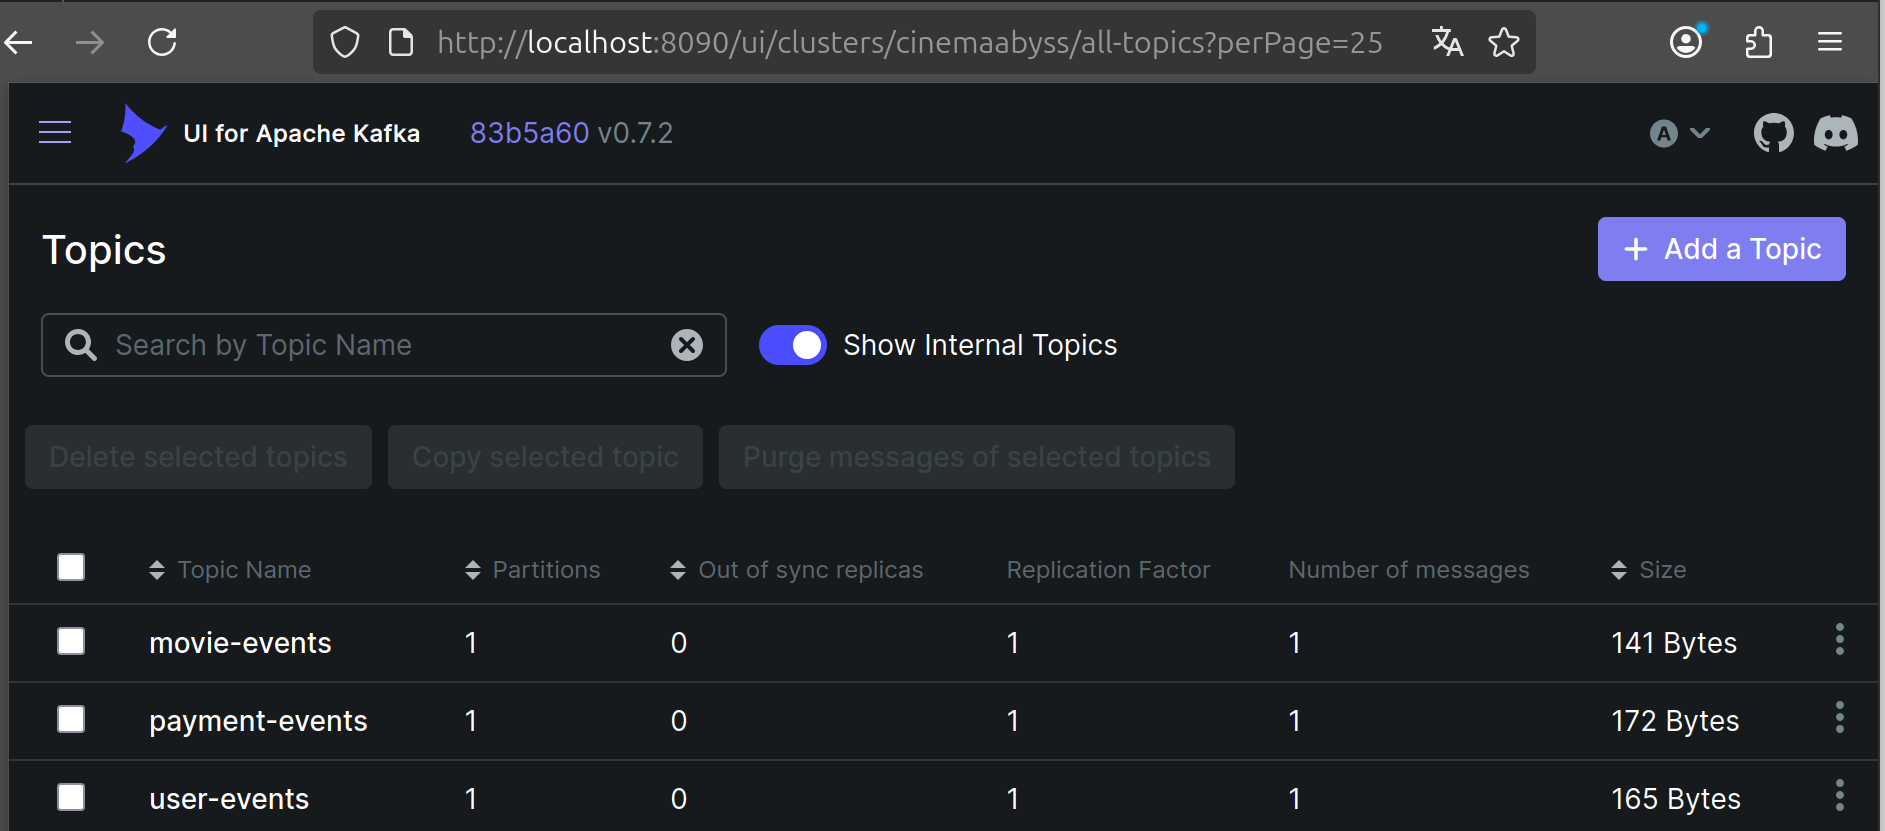 http://localhost:8090/ui/clusters/cinemaabyss/all-topics?perPage=25
UI for Apache Kafka 83b5a60 v0.7.2 A
Topics
+ Add a Topic
Search by Topic Name
Show Internal Topics
Delete selected topics Copy selected topic Purge messages of selected topics
Topic Name Partitions Out of sync replicas Replication Factor Number of messages Size
movie-events 1 0 1 1 141 Bytes
payment-events 1 0 1 1 172 Bytes
user-events 1 0 1 1 165 Bytes